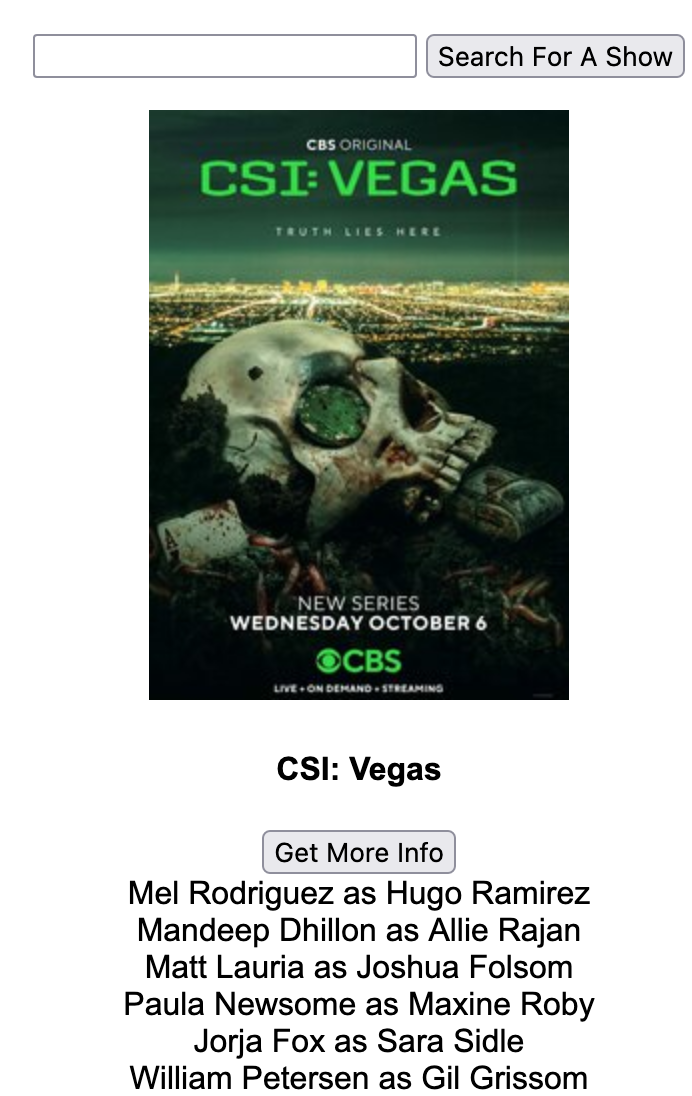 Search For A Show
CBS ORIGINAL
CSI: VEGAS
TRUTH LIES HERE
A
NEW SERIES
WEDNESDAY OCTOBER 6
CBS
LIVE + ON DEMAND + STREAMING
CSI: Vegas
Get More Info
Mel Rodriguez as Hugo Ramirez
Mandeep Dhillon as Allie Rajan
Matt Lauria as Joshua Folsom
Paula Newsome as Maxine Roby
Jorja Fox as Sara Sidle
William Petersen as Gil Grissom